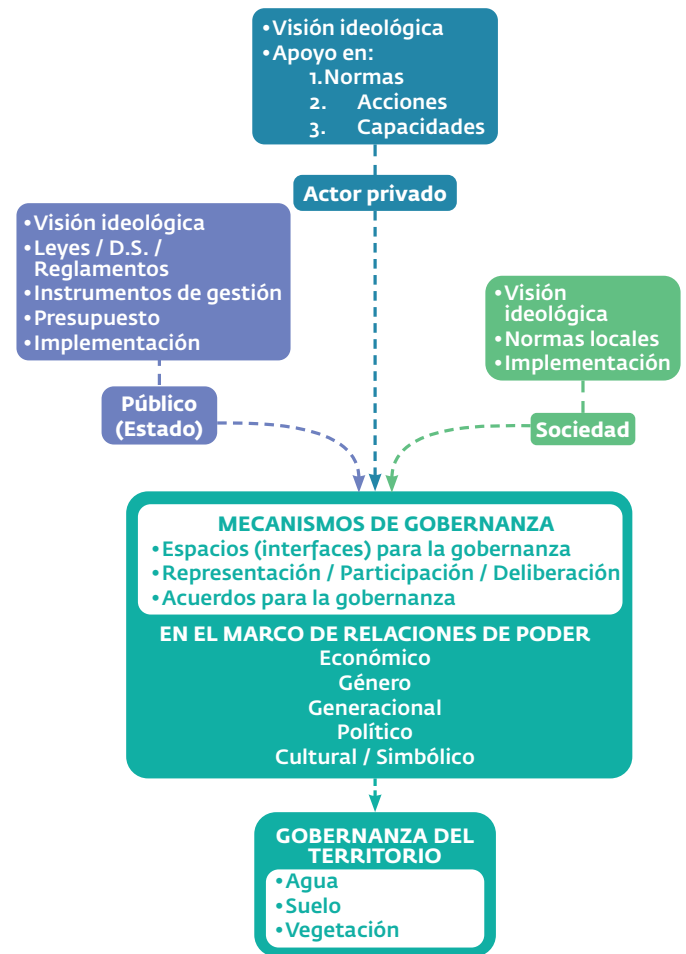 •Visión ideológica
•Apoyo en:
1.Normas
2. Acciones
3. Capacidades
Actor privado
•Visión ideológica
•Leyes / D.S. /
Reglamentos
•Instrumentos de gestión
•Presupuesto
•Implementación
Público
(Estado)
•Visión
ideológica
•Normas locales
•Implementación
Sociedad
MECANISMOS DE GOBERNANZA
•Espacios (interfaces) para la gobernanza
•Representación / Participación / Deliberación
•Acuerdos para la gobernanza
EN EL MARCO DE RELACIONES DE PODER
Económico
Género
Generacional
Político
Cultural / Simbólico
GOBERNANZA DEL
TERRITORIO
•Agua
•Suelo
•Vegetación